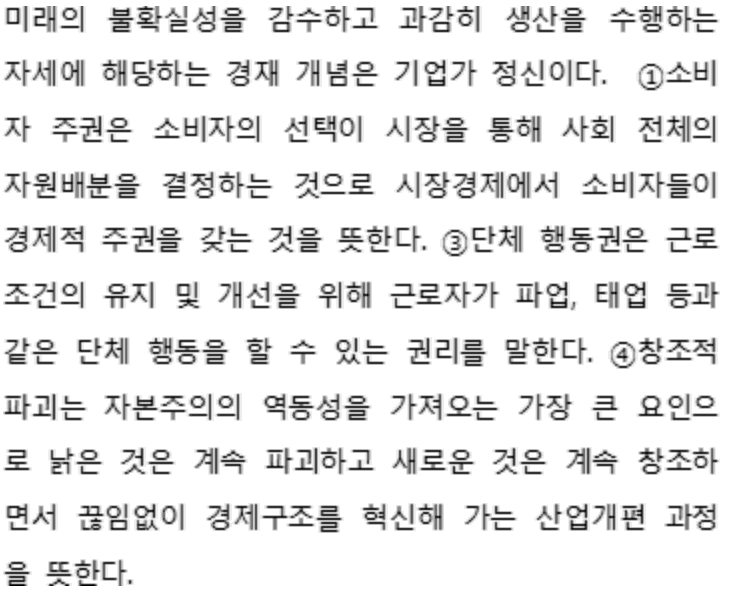 미래의 불확실성을 감수하고 과감히 생산을 수행하는
자세에 해당하는 경재 개념은 기업가 정신이다. ①소비
자 주권은 소비자의 선택이 시장을 통해 사회 전체의
자원배분을 결정하는 것으로 시장경제에서 소비자들이
경제적 주권을 갖는 것을 뜻한다. ③단체 행동권은 근로
조건의 유지 및 개선을 위해 근로자가 파업, 태업 등과
같은 단체 행동을 할 수 있는 권리를 말한다. ④창조적
파괴는 자본주의의 역동성을 가져오는 가장 큰 요인으
로 낡은 것은 계속 파괴하고 새로운 것은 계속 창조하
면서 끊임없이 경제구조를 혁신해 가는 산업개편 과정
을 뜻한다.